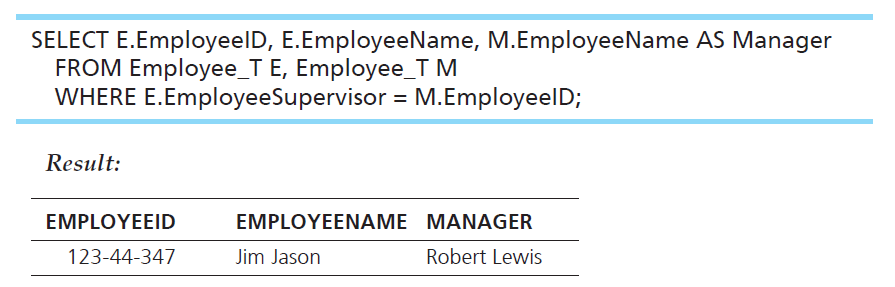 SELECT E.EmployeeID, E.EmployeeName, M.EmployeeName AS Manager
FROM Employee_T E, Employee_T M
WHERE E.EmployeeSupervisor = M.EmployeeID;
Result:
EMPLOYEEID EMPLOYEENAME MANAGER
123-44-347 Jim Jason Robert Lewis